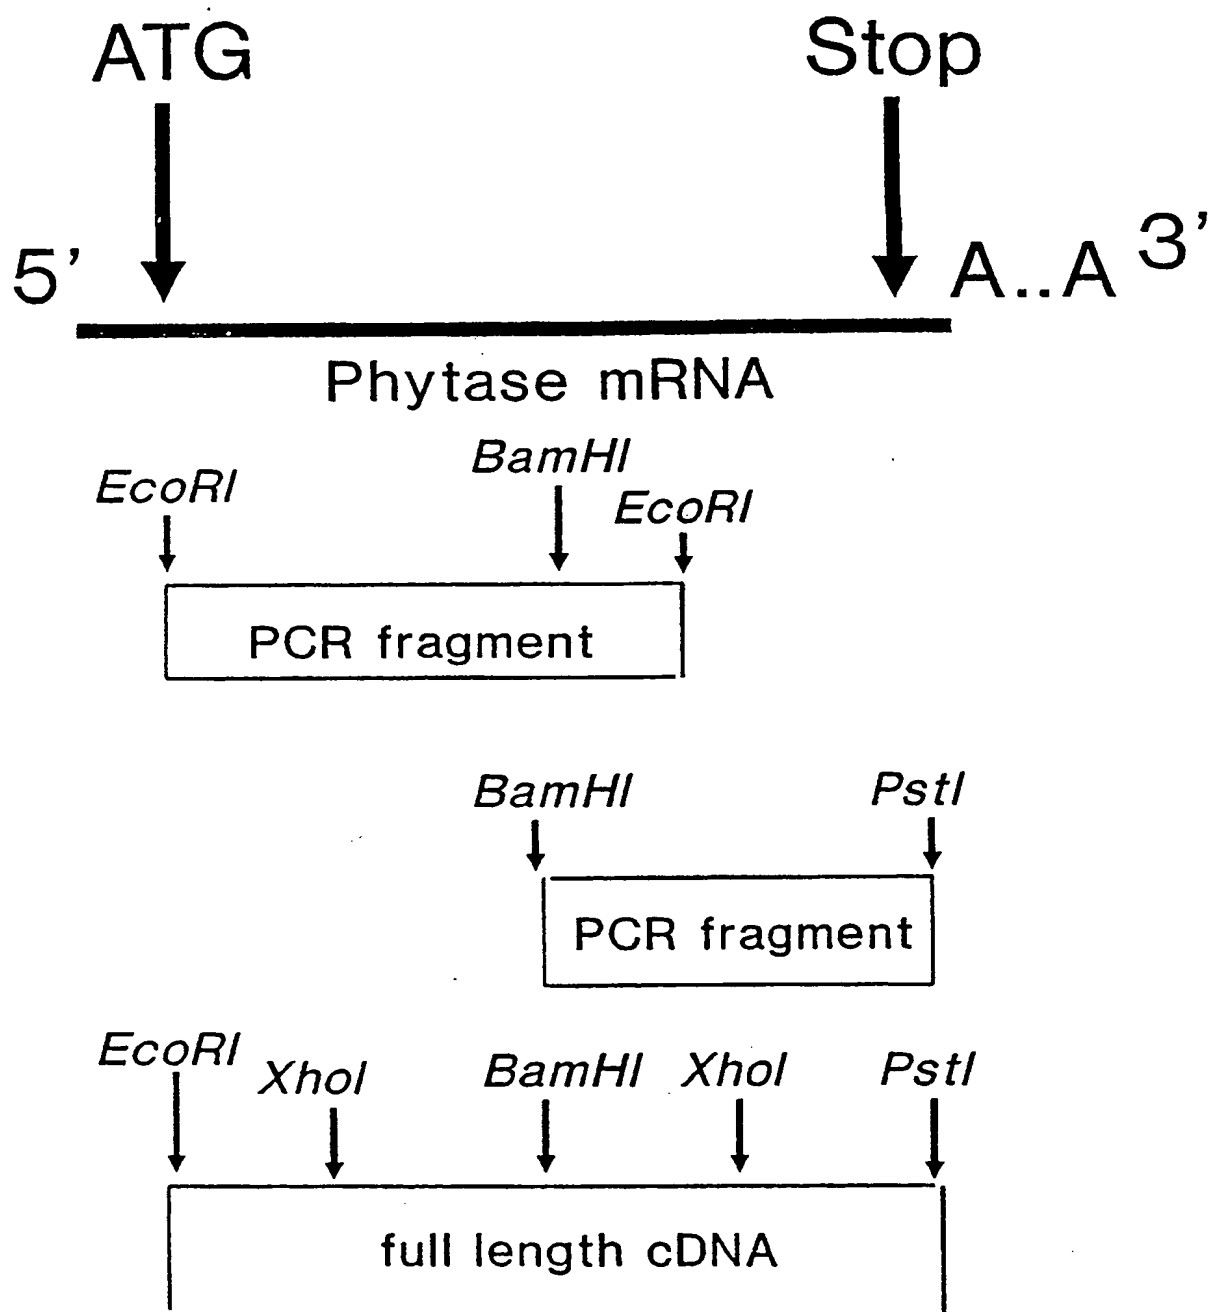 ATG Stop
5' A..A 3'
Phytase mRNA
EcoRI BamHI EcoRI
PCR fragment
BamHI PstI
PCR fragment
EcoRI XhoI BamHI XhoI PstI
full length cDNA